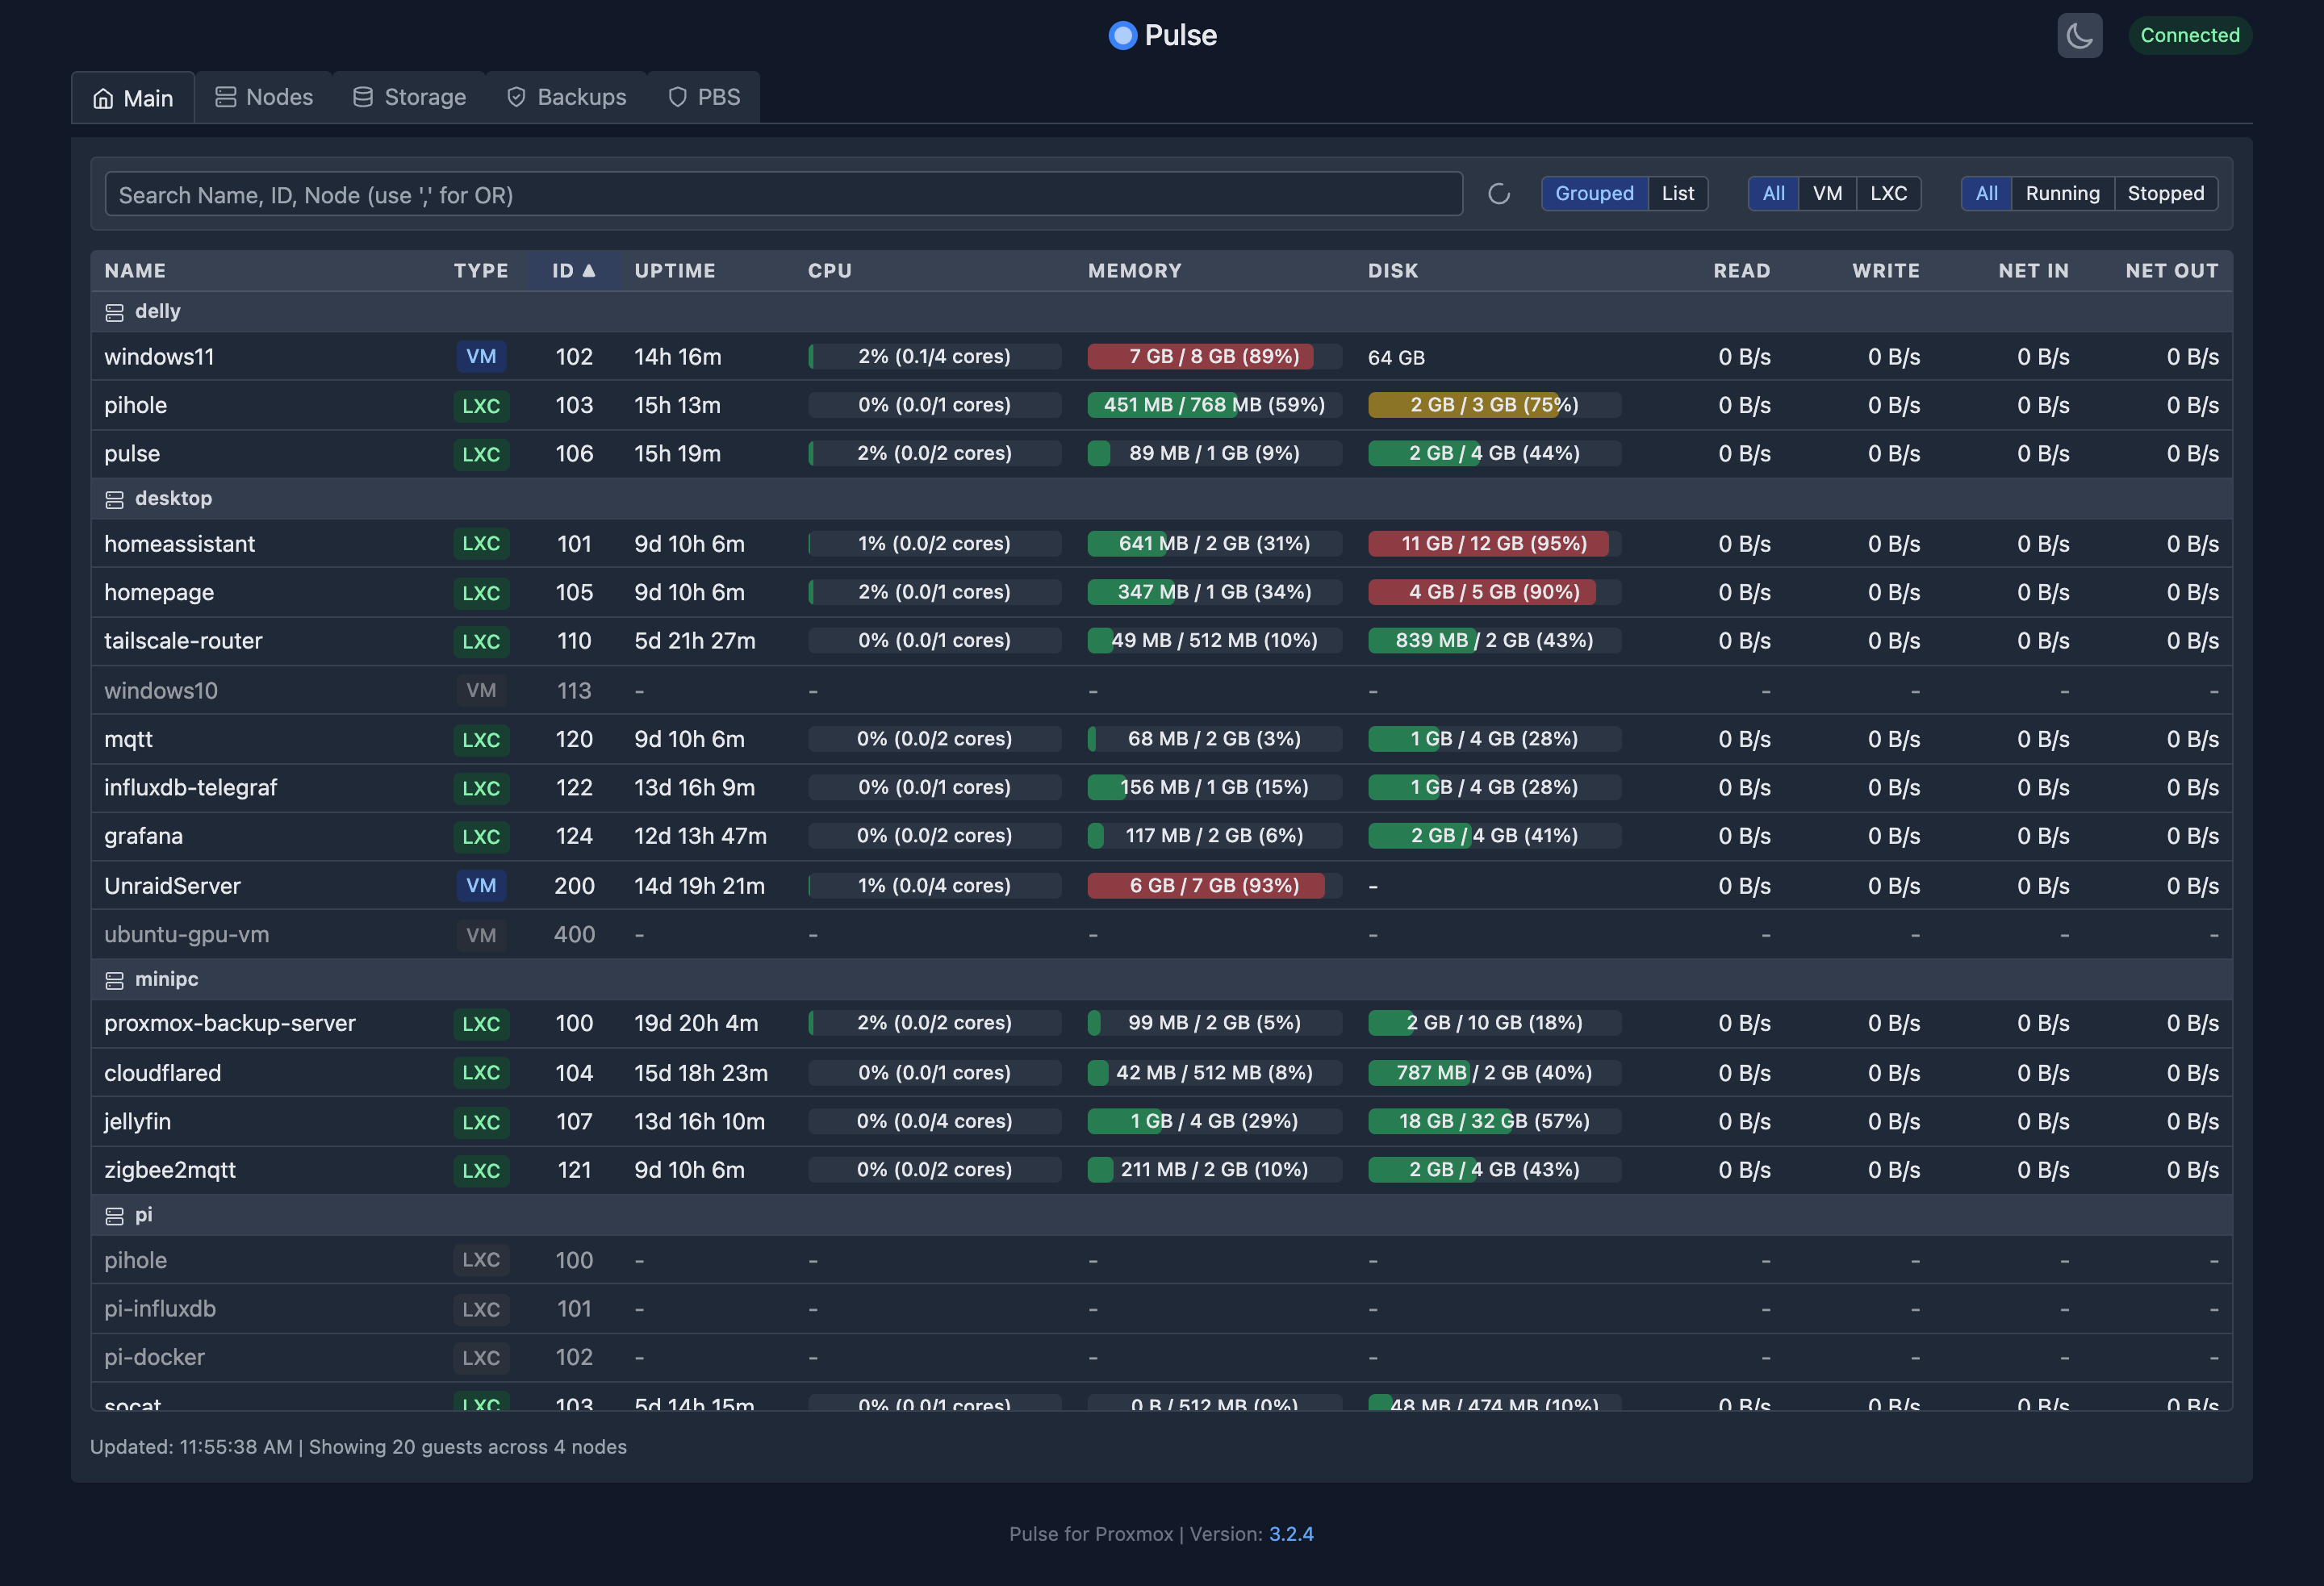 Pulse
Connected
Main Nodes Storage Backups PBS
Search Name, ID, Node (use ',' for OR) Grouped List All VM LXC All Running Stopped
NAME TYPE ID ▲ UPTIME CPU MEMORY DISK READ WRITE NET IN NET OUT
delly
windows11 VM 102 14h 16m 2% (0.1/4 cores) 7 GB / 8 GB (89%) 64 GB 0 B/s 0 B/s 0 B/s 0 B/s
pihole LXC 103 15h 13m 0% (0.0/1 cores) 451 MB / 768 MB (59%) 2 GB / 3 GB (75%) 0 B/s 0 B/s 0 B/s 0 B/s
pulse LXC 106 15h 19m 2% (0.0/2 cores) 89 MB / 1 GB (9%) 2 GB / 4 GB (44%) 0 B/s 0 B/s 0 B/s 0 B/s
desktop
homeassistant LXC 101 9d 10h 6m 1% (0.0/2 cores) 641 MB / 2 GB (31%) 11 GB / 12 GB (95%) 0 B/s 0 B/s 0 B/s 0 B/s
homepage LXC 105 9d 10h 6m 2% (0.0/1 cores) 347 MB / 1 GB (34%) 4 GB / 5 GB (90%) 0 B/s 0 B/s 0 B/s 0 B/s
tailscale-router LXC 110 5d 21h 27m 0% (0.0/1 cores) 49 MB / 512 MB (10%) 839 MB / 2 GB (43%) 0 B/s 0 B/s 0 B/s 0 B/s
windows10 VM 113 - - - - - - - -
mqtt LXC 120 9d 10h 6m 0% (0.0/2 cores) 68 MB / 2 GB (3%) 1 GB / 4 GB (28%) 0 B/s 0 B/s 0 B/s 0 B/s
influxdb-telegraf LXC 122 13d 16h 9m 0% (0.0/1 cores) 156 MB / 1 GB (15%) 1 GB / 4 GB (28%) 0 B/s 0 B/s 0 B/s 0 B/s
grafana LXC 124 12d 13h 47m 0% (0.0/2 cores) 117 MB / 2 GB (6%) 2 GB / 4 GB (41%) 0 B/s 0 B/s 0 B/s 0 B/s
UnraidServer VM 200 14d 19h 21m 1% (0.0/4 cores) 6 GB / 7 GB (93%) - 0 B/s 0 B/s 0 B/s 0 B/s
ubuntu-gpu-vm VM 400 - - - - - - - -
minipc
proxmox-backup-server LXC 100 19d 20h 4m 2% (0.0/2 cores) 99 MB / 2 GB (5%) 2 GB / 10 GB (18%) 0 B/s 0 B/s 0 B/s 0 B/s
cloudflared LXC 104 15d 18h 23m 0% (0.0/1 cores) 42 MB / 512 MB (8%) 787 MB / 2 GB (40%) 0 B/s 0 B/s 0 B/s 0 B/s
jellyfin LXC 107 13d 16h 10m 0% (0.0/4 cores) 1 GB / 4 GB (29%) 18 GB / 32 GB (57%) 0 B/s 0 B/s 0 B/s 0 B/s
zigbee2mqtt LXC 121 9d 10h 6m 0% (0.0/2 cores) 211 MB / 2 GB (10%) 2 GB / 4 GB (43%) 0 B/s 0 B/s 0 B/s 0 B/s
pi
pihole LXC 100 - - - - - - - -
pi-influxdb LXC 101 - - - - - - - -
pi-docker LXC 102 - - - - - - - -
socat LXC 103 5d 14h 15m 0% (0.0/1 cores) 0 B / 512 MB (0%) 48 MB / 474 MB (10%) 0 B/s 0 B/s 0 B/s 0 B/s
Updated: 11:55:38 AM | Showing 20 guests across 4 nodes
Pulse for Proxmox | Version: 3.2.4